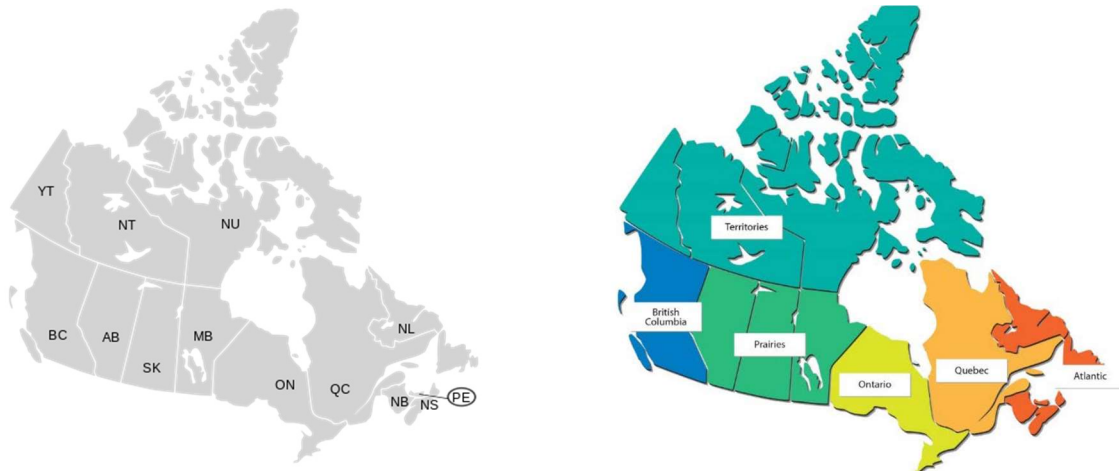 YT
NT
NU
BC
AB
SK
MB
ON
QC
NL
NB
NS
PE
Territories
British
Columbia
Prairies
Ontario
Quebec
Atlantic